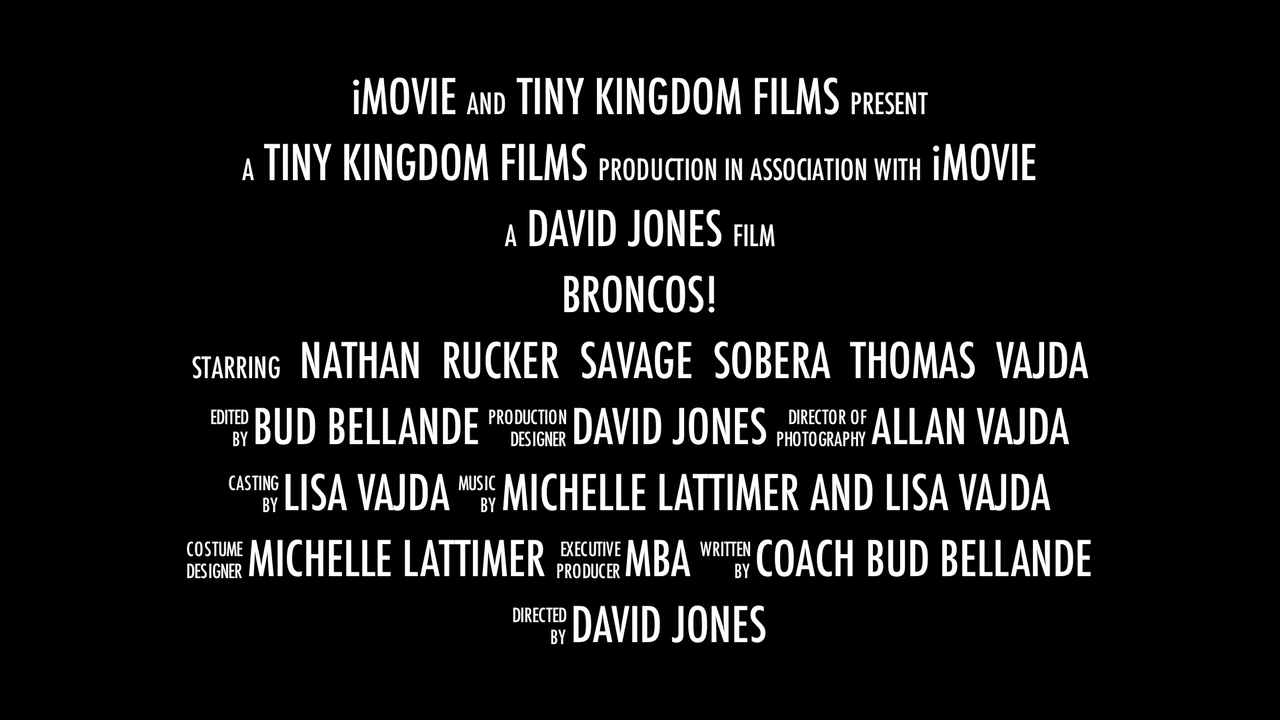 iMOVIE AND TINY KINGDOM FILMS PRESENT
A TINY KINGDOM FILMS PRODUCTION IN ASSOCIATION WITH iMOVIE
A DAVID JONES FILM
BRONCOS!
STARRING NATHAN RUCKER SAVAGE SOBERA THOMAS VAJDA
EDITED BY BUD BELLANDE PRODUCTION DESIGNER DAVID JONES DIRECTOR OF PHOTOGRAPHY ALLAN VAJDA
CASTING BY LISA VAJDA MUSIC BY MICHELLE LATTIMER AND LISA VAJDA
COSTUME DESIGNER MICHELLE LATTIMER EXECUTIVE PRODUCER MBA WRITTEN BY COACH BUD BELLANDE
DIRECTED BY DAVID JONES